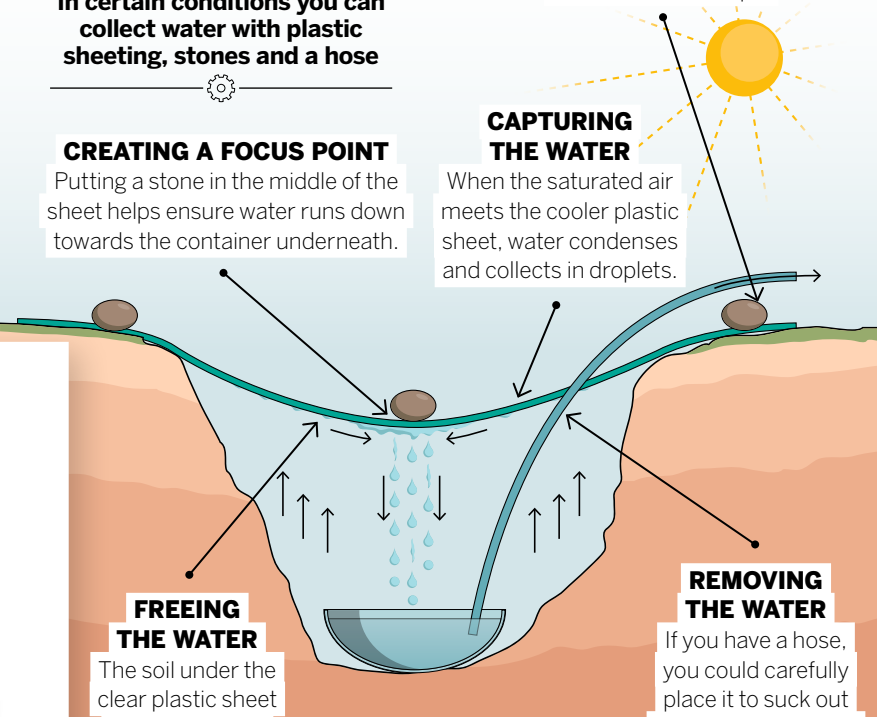 In certain conditions you can
collect water with plastic
sheeting, stones and a hose
CREATING A FOCUS POINT
Putting a stone in the middle of the
sheet helps ensure water runs down
towards the container underneath.
CAPTURING
THE WATER
When the saturated air
meets the cooler plastic
sheet, water condenses
and collects in droplets.
FREEING
THE WATER
The soil under the
clear plastic sheet
REMOVING
THE WATER
If you have a hose,
you could carefully
place it to suck out